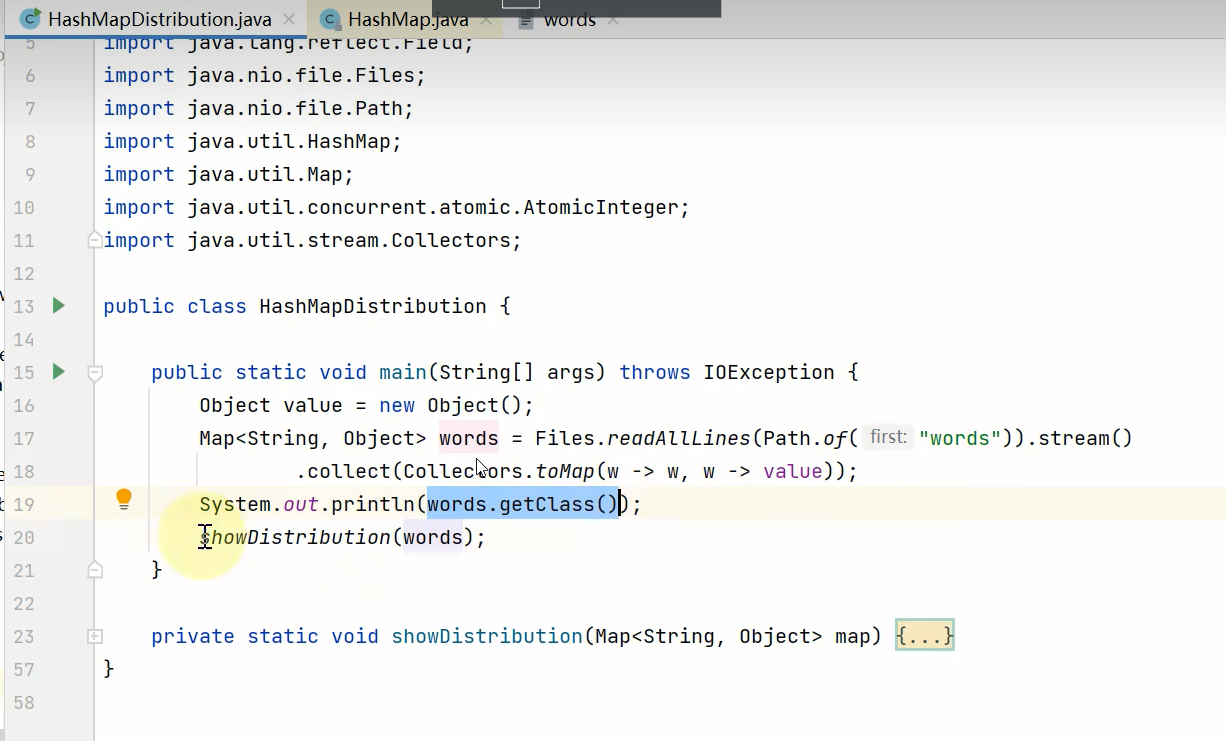 HashMapDistribution.java HashMap.java words
5 import java.lang.reflect.Field;
6 import java.nio.file.Files;
7 import java.nio.file.Path;
8 import java.util.HashMap;
9 import java.util.Map;
10 import java.util.concurrent.atomic.AtomicInteger;
11 import java.util.stream.Collectors;
12
13 public class HashMapDistribution {
14
15 public static void main(String[] args) throws IOException {
16 Object value = new Object();
17 Map<String, Object> words = Files.readAllLines(Path.of( first: "words")).stream()
18 .collect(Collectors.toMap(w -> w, w -> value));
19 System.out.println(words.getClass());
20 showDistribution(words);
21 }
22
23 private static void showDistribution(Map<String, Object> map) {...}
57 }
58